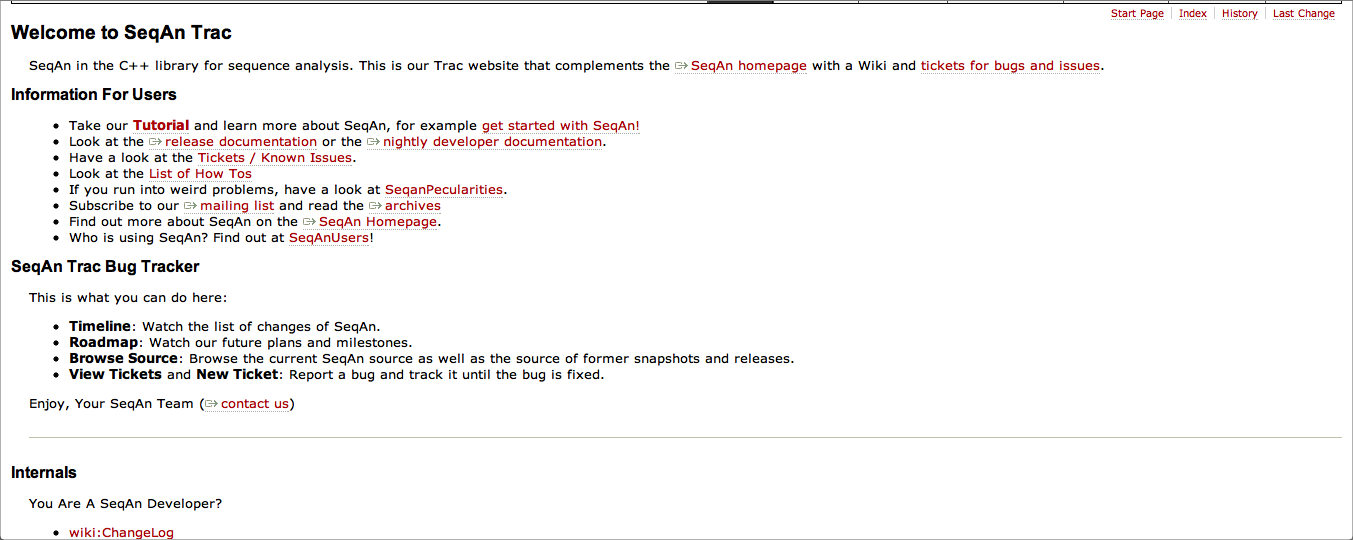 Start Page | Index | History | Last Change
Welcome to SeqAn Trac
SeqAn in the C++ library for sequence analysis. This is our Trac website that complements the SeqAn homepage with a Wiki and tickets for bugs and issues.
Information For Users
• Take our Tutorial and learn more about SeqAn, for example get started with SeqAn!
• Look at the release documentation or the nightly developer documentation.
• Have a look at the Tickets / Known Issues.
• Look at the List of How Tos
• If you run into weird problems, have a look at SeqanPecularities.
• Subscribe to our mailing list and read the archives
• Find out more about SeqAn on the SeqAn Homepage.
• Who is using SeqAn? Find out at SeqAnUsers!
SeqAn Trac Bug Tracker
This is what you can do here:
• Timeline: Watch the list of changes of SeqAn.
• Roadmap: Watch our future plans and milestones.
• Browse Source: Browse the current SeqAn source as well as the source of former snapshots and releases.
• View Tickets and New Ticket: Report a bug and track it until the bug is fixed.
Enjoy, Your SeqAn Team (contact us)
Internals
You Are A SeqAn Developer?
• wiki:ChangeLog